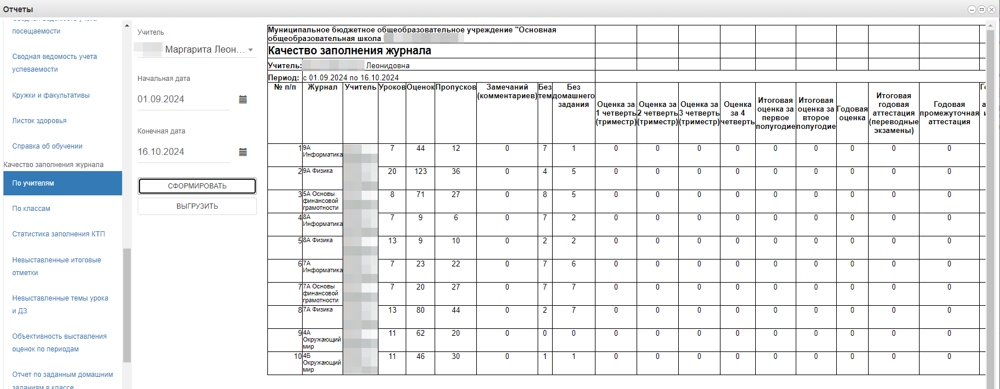 Отчеты
посещаемости
Сводная ведомость учета
успеваемости
Кружки и факультативы
Листок здоровья
Справка об обучении
Качество заполнения журнала
По учителям
По классам
Статистика заполнения КТП
Невыставленные итоговые
отметки
Невыставленные темы урока
и ДЗ
Объективность выставления
оценок по периодам
Отчет по заданным домашним
заданиям в классе
Учитель
Маргарита Леон...
Начальная дата
01.09.2024
Конечная дата
16.10.2024
СФОРМИРОВАТЬ
ВЫГРУЗИТЬ
Муниципальное бюджетное общеобразовательное учреждение "Основная
общеобразовательная школа
Качество заполнения журнала
Учитель: Леонидовна
Период: с 01.09.2024 по 16.10.2024
№ п/п Журнал Учитель Уроков Оценок Пропусков Замечаний (комментариев) Без тем Без домашнего задания Оценка за 1 четверть (триместр) Оценка за 2 четверть (триместр) Оценка за 3 четверть (триместр) Оценка за 4 четверть Итоговая оценка за первое полугодие Итоговая оценка за второе полугодие Годовая оценка Итоговая годовая аттестация (переводные экзамены) Годовая промежуточная аттестация
1 9А Информатика 7 44 12 0 7 1 0 0 0 0 0 0 0 0 0
2 9А Физика 20 123 36 0 4 5 0 0 0 0 0 0 0 0 0
3 5А Основы финансовой грамотности 8 71 27 0 8 5 0 0 0 0 0 0 0 0 0
4 8А Информатика 7 9 6 0 7 2 0 0 0 0 0 0 0 0 0
5 8А Физика 13 9 10 0 2 2 0 0 0 0 0 0 0 0 0
6 7А Информатика 7 23 22 0 7 6 0 0 0 0 0 0 0 0 0
7 7А Основы финансовой грамотности 7 20 27 0 7 7 0 0 0 0 0 0 0 0 0
8 7А Физика 13 80 44 0 2 7 0 0 0 0 0 0 0 0 0
9 4А Окружающий мир 11 62 20 0 0 0 0 0 0 0 0 0 0 0 0
10 4Б Окружающий мир 11 46 30 0 1 1 0 0 0 0 0 0 0 0 0